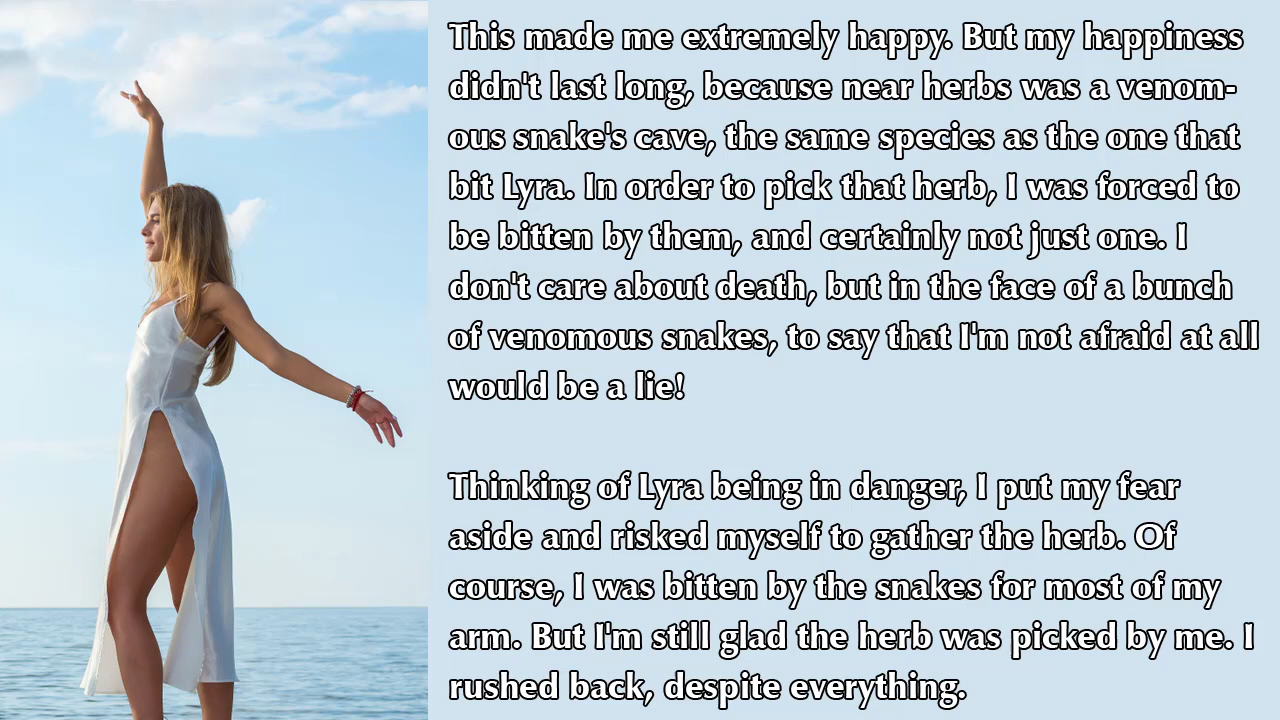 This made me extremely happy. But my happiness
didn't last long, because near herbs was a venom-
ous snake's cave, the same species as the one that
bit Lyra. In order to pick that herb, I was forced to
be bitten by them, and certainly not just one. I
don't care about death, but in the face of a bunch
of venomous snakes, to say that I'm not afraid at all
would be a lie!
Thinking of Lyra being in danger, I put my fear
aside and risked myself to gather the herb. Of
course, I was bitten by the snakes for most of my
arm. But I'm still glad the herb was picked by me. I
rushed back, despite everything.